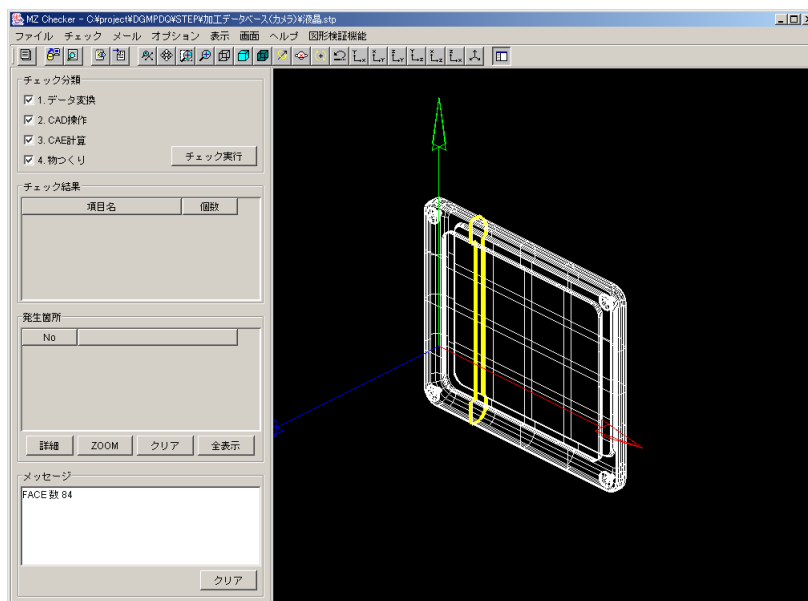 MZ Checker - C:¥project¥DGMPDQ¥STEP¥加工データベース(カメラ)¥液晶.stp
ファイル チェック メール オプション 表示 画面 ヘルプ 図形検証機能
チェック分類
1. データ変換
2. CAD操作
3. CAE計算
4. 物つくり
チェック実行
チェック結果
項目名 個数
発生箇所
No
詳細 ZOOM クリア 全表示
メッセージ
FACE 数 84
クリア